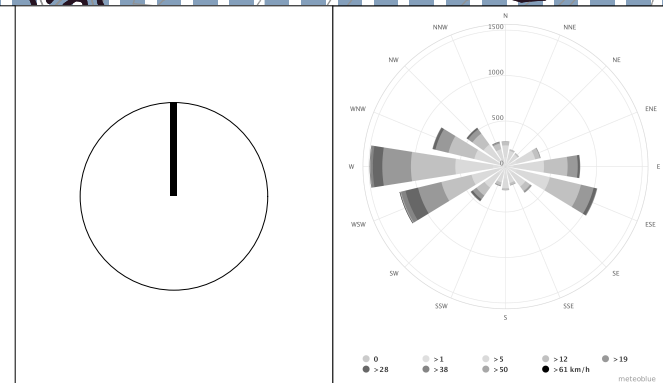 N
NNW
NNE
NW
NE
WNW
ENE
W
E
WSW
ESE
SW
SE
SSW
SSE
S
1500
1000
500
0
0 >1 >5 >12 >19
>28 >38 >50 >61 km/h
meteoblue